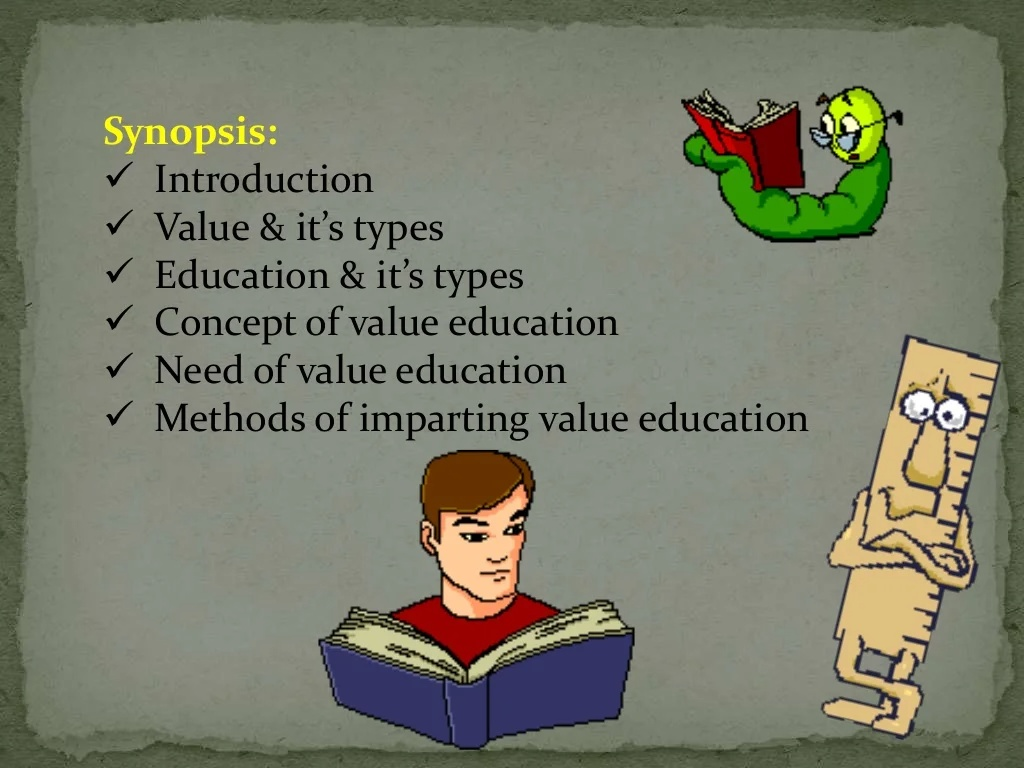 Synopsis:
✓ Introduction
✓ Value & it’s types
✓ Education & it’s types
✓ Concept of value education
✓ Need of value education
✓ Methods of imparting value education